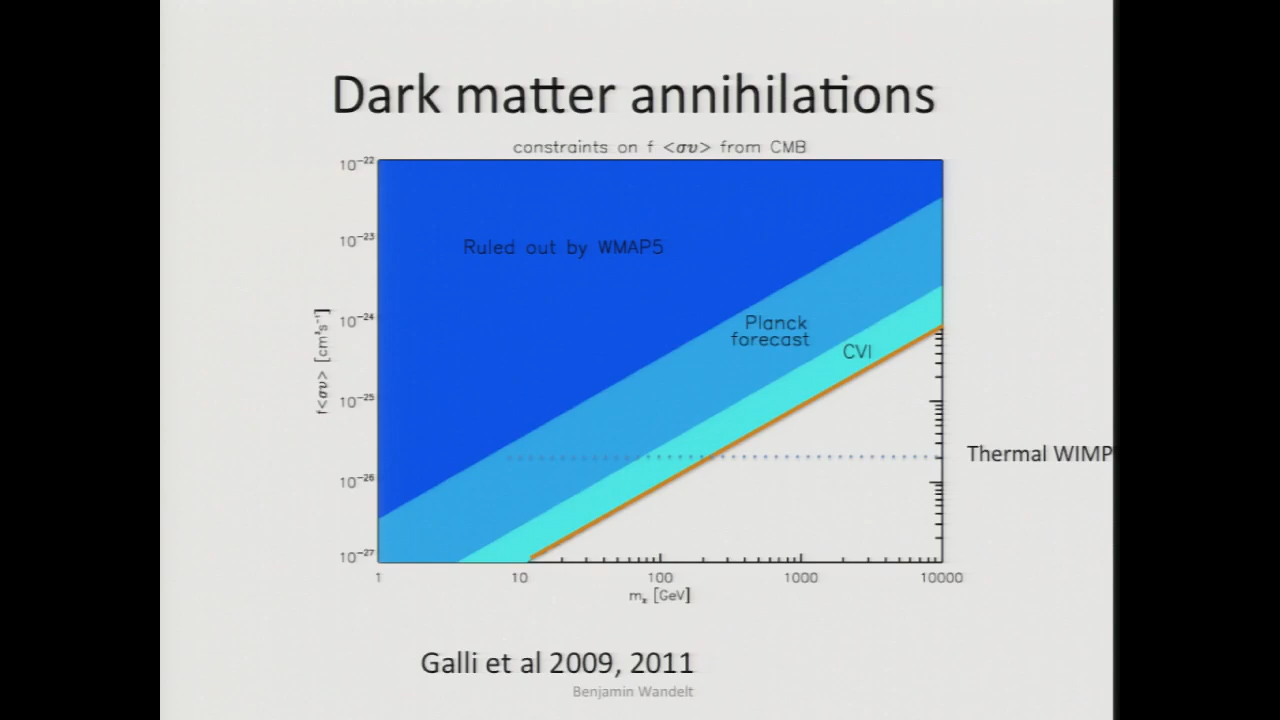 Dark matter annihilations
constraints on f <σv> from CMB
10⁻²²
10⁻²³
10⁻²⁴
10⁻²⁵
10⁻²⁶
10⁻²⁷
f<σv> [cm³s⁻¹]
Ruled out by WMAP5
Planck
forecast
CVI
Thermal WIMP
1
10
100
1000
10000
mᵪ [GeV]
Galli et al 2009, 2011
Benjamin Wandelt